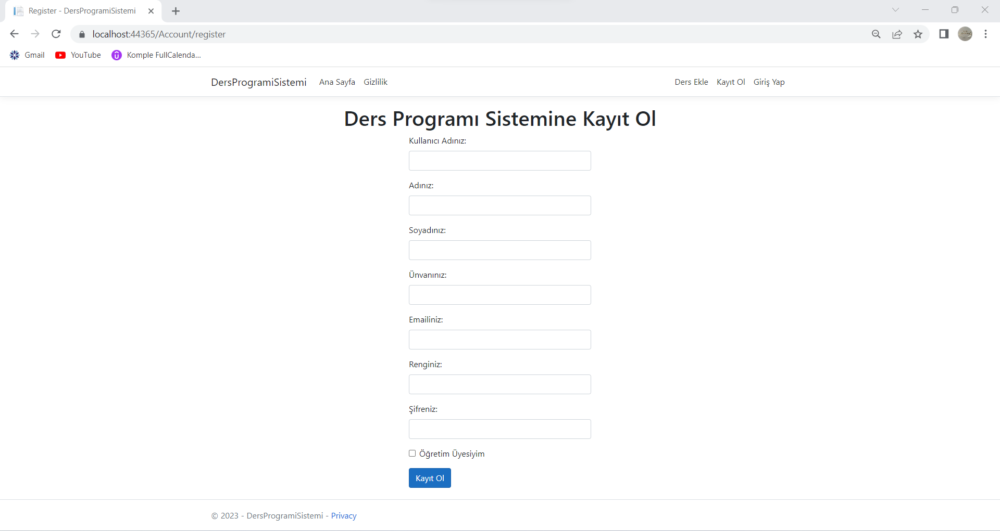 Register - DersProgramiSistemi
localhost:44365/Account/register
Gmail YouTube Komple FullCalenda...
DersProgramiSistemi Ana Sayfa Gizlilik Ders Ekle Kayıt Ol Giriş Yap
Ders Programı Sistemine Kayıt Ol
Kullanıcı Adınız:
Adınız:
Soyadınız:
Ünvanınız:
Emailiniz:
Renginiz:
Şifreniz:
Öğretim Üyesiyim
Kayıt Ol
© 2023 - DersProgramiSistemi - Privacy